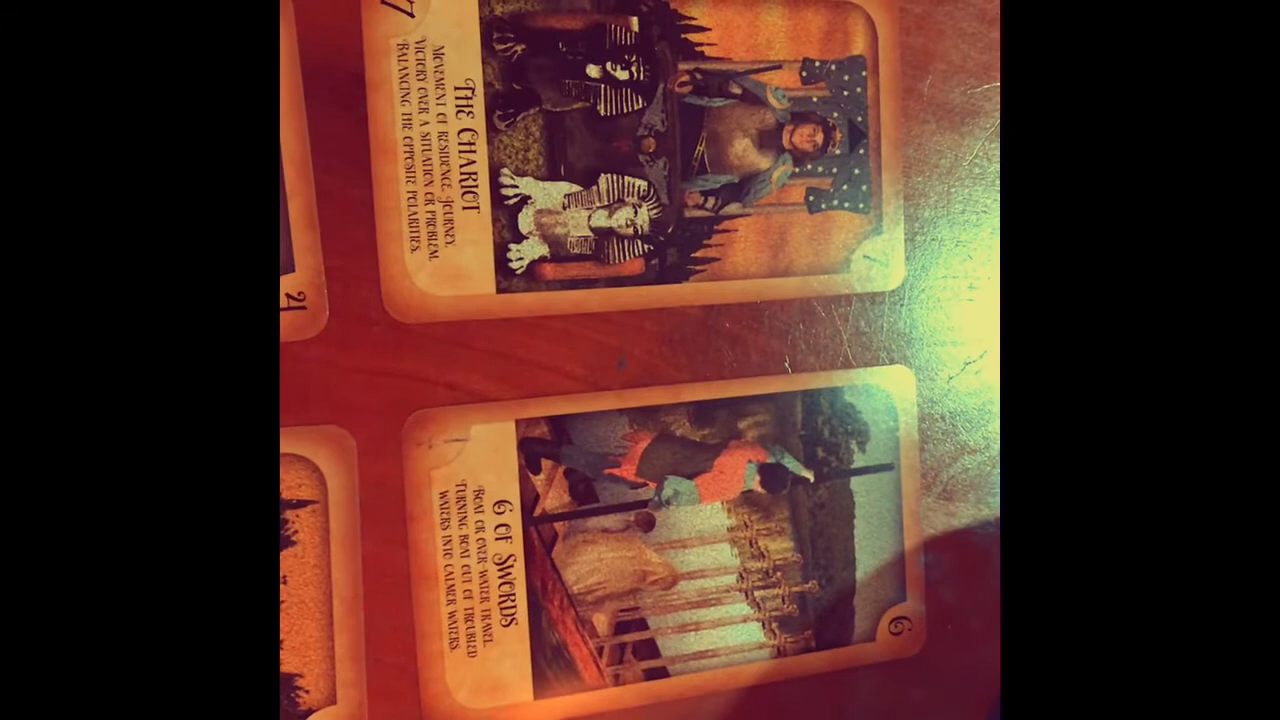 7
THE CHARIOT
MOVEMENT OF RESIDENCE. JOURNEY.
VICTORY OVER A SITUATION OR PROBLEM.
BALANCING THE OPPOSITE POLARITIES.
21
6
6 OF SWORDS
BOAT OR OVER-WATER TRAVEL.
TURNING BOAT OUT OF TROUBLED
WATERS INTO CALMER WATERS.